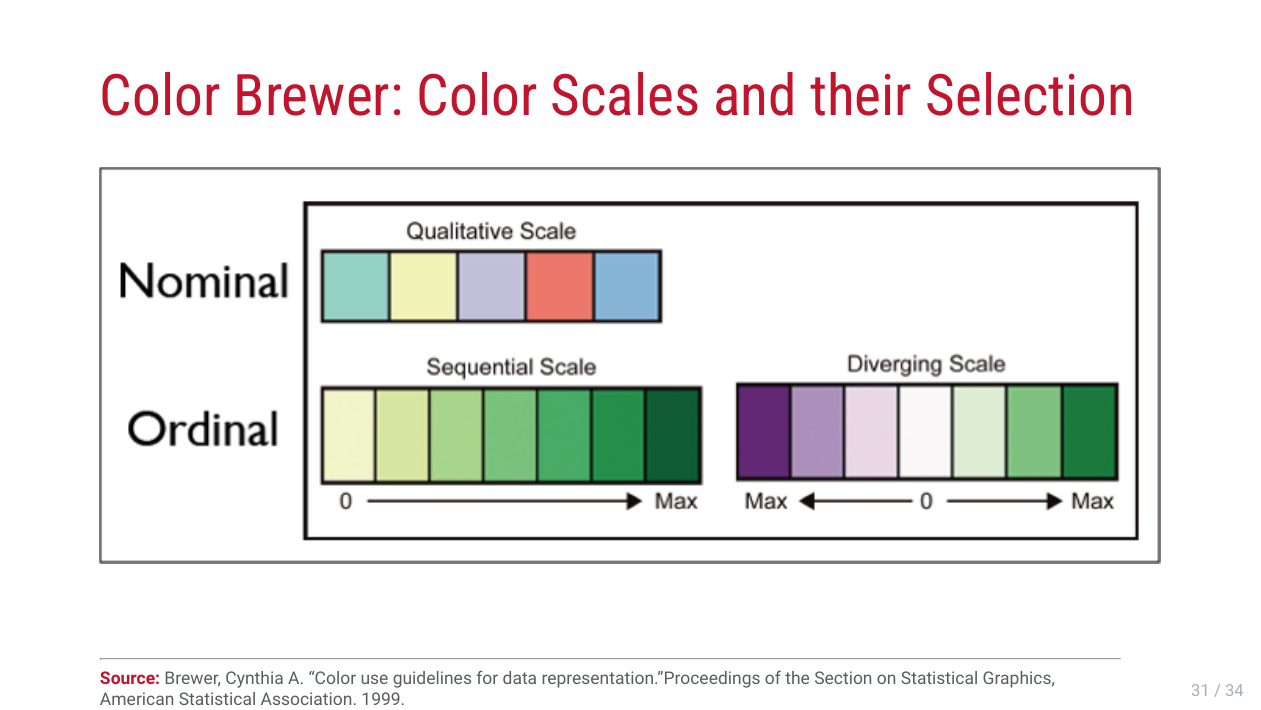 Color Brewer: Color Scales and their Selection
Qualitative Scale
Nominal
Sequential Scale
Diverging Scale
Ordinal
0 Max
Max 0 Max
Source: Brewer, Cynthia A. “Color use guidelines for data representation.”Proceedings of the Section on Statistical Graphics,
American Statistical Association. 1999.
31 / 34